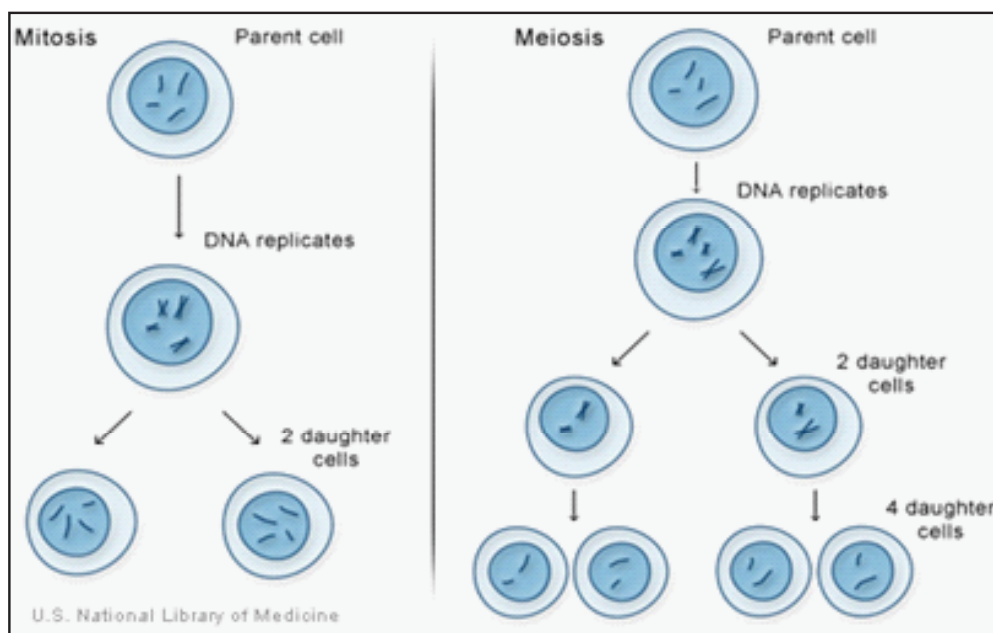 Mitosis
Parent cell
DNA replicates
2 daughter
cells
U.S. National Library of Medicine
Meiosis
Parent cell
DNA replicates
2 daughter
cells
4 daughter
cells